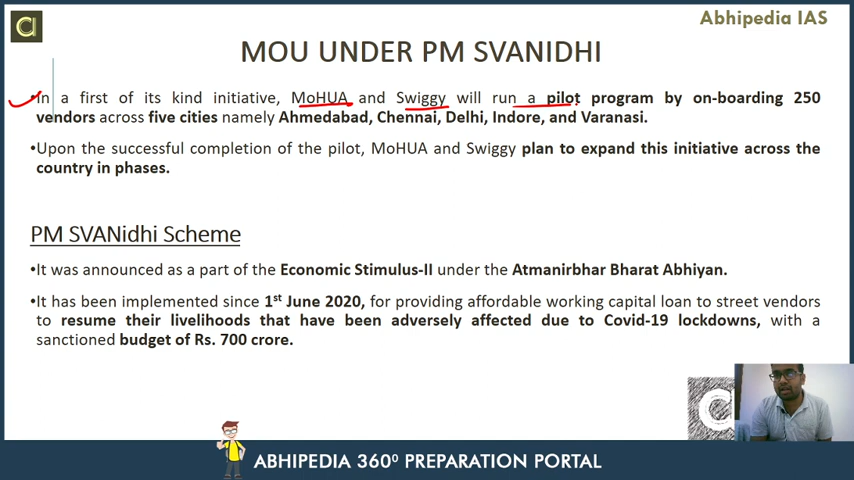 Abhipedia IAS
MOU UNDER PM SVANIDHI
•In a first of its kind initiative, MoHUA and Swiggy will run a pilot program by on-boarding 250
vendors across five cities namely Ahmedabad, Chennai, Delhi, Indore, and Varanasi.
•Upon the successful completion of the pilot, MoHUA and Swiggy plan to expand this initiative across the
country in phases.
PM SVANidhi Scheme
•It was announced as a part of the Economic Stimulus-II under the Atmanirbhar Bharat Abhiyan.
•It has been implemented since 1st June 2020, for providing affordable working capital loan to street vendors
to resume their livelihoods that have been adversely affected due to Covid-19 lockdowns, with a
sanctioned budget of Rs. 700 crore.
ABHIPEDIA 360⁰ PREPARATION PORTAL